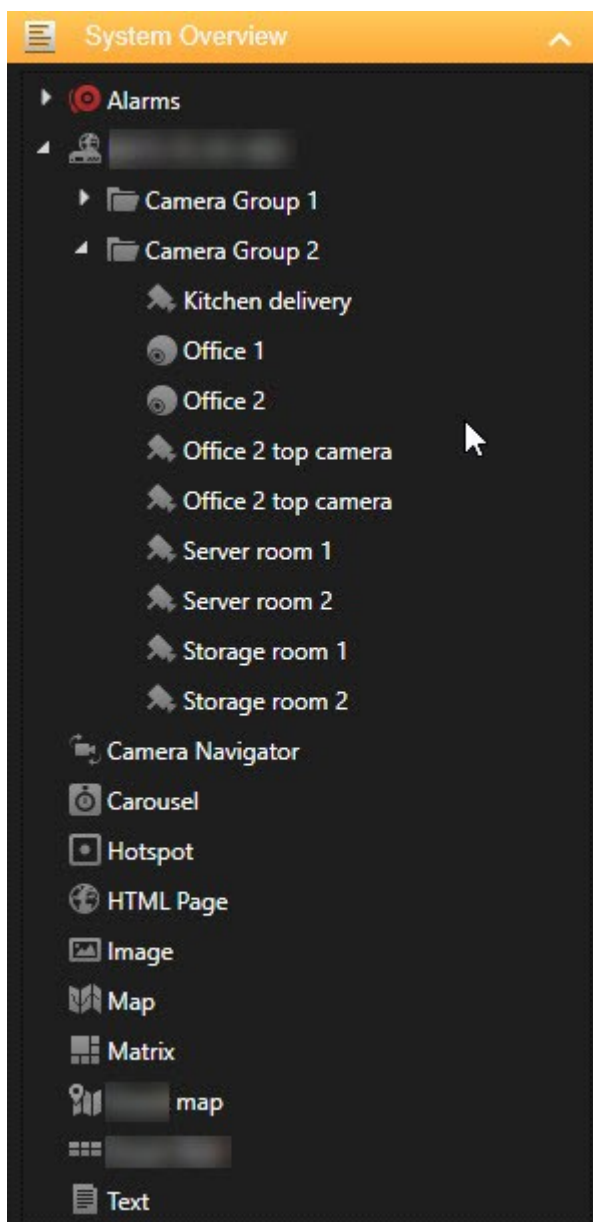 System Overview
Alarms
Camera Group 1
Camera Group 2
Kitchen delivery
Office 1
Office 2
Office 2 top camera
Office 2 top camera
Server room 1
Server room 2
Storage room 1
Storage room 2
Camera Navigator
Carousel
Hotspot
HTML Page
Image
Map
Matrix
map
Text